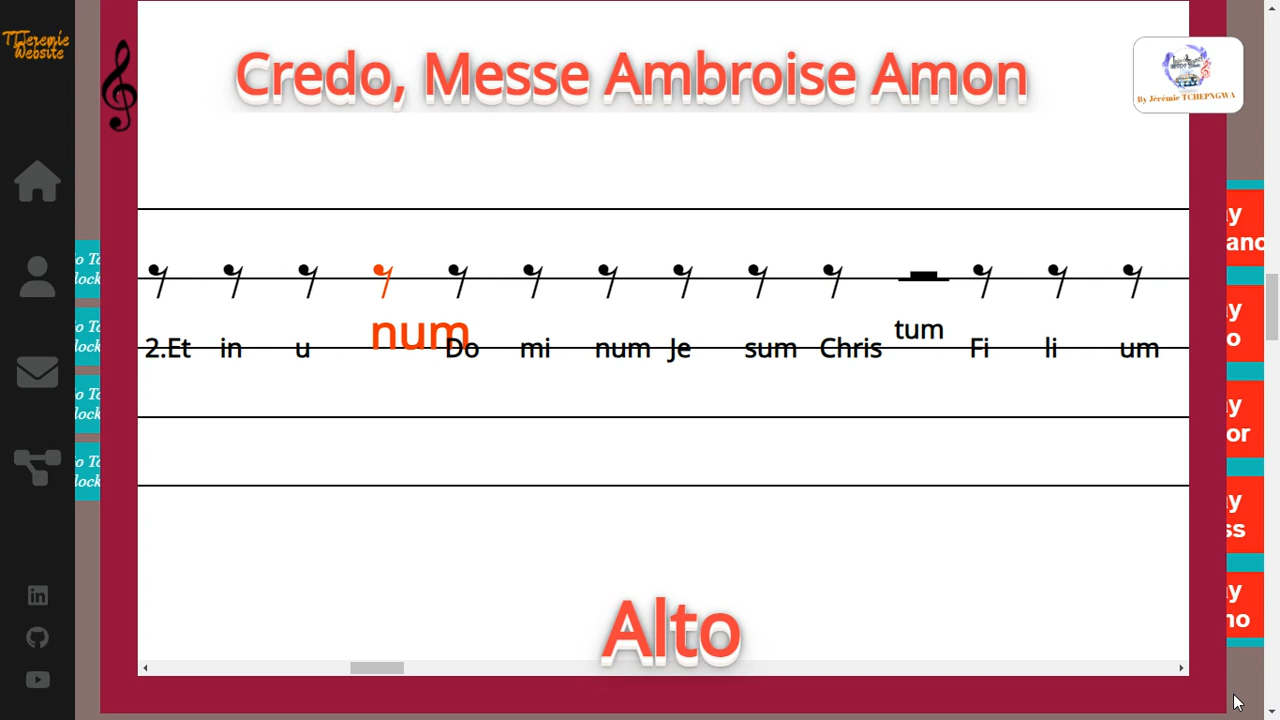 TTJeremie
Website
Credo, Messe Ambroise Amon
By Jérémie TCHEPNGWA
2.Et in u num Do mi num Je sum Chris tum Fi li um
Alto